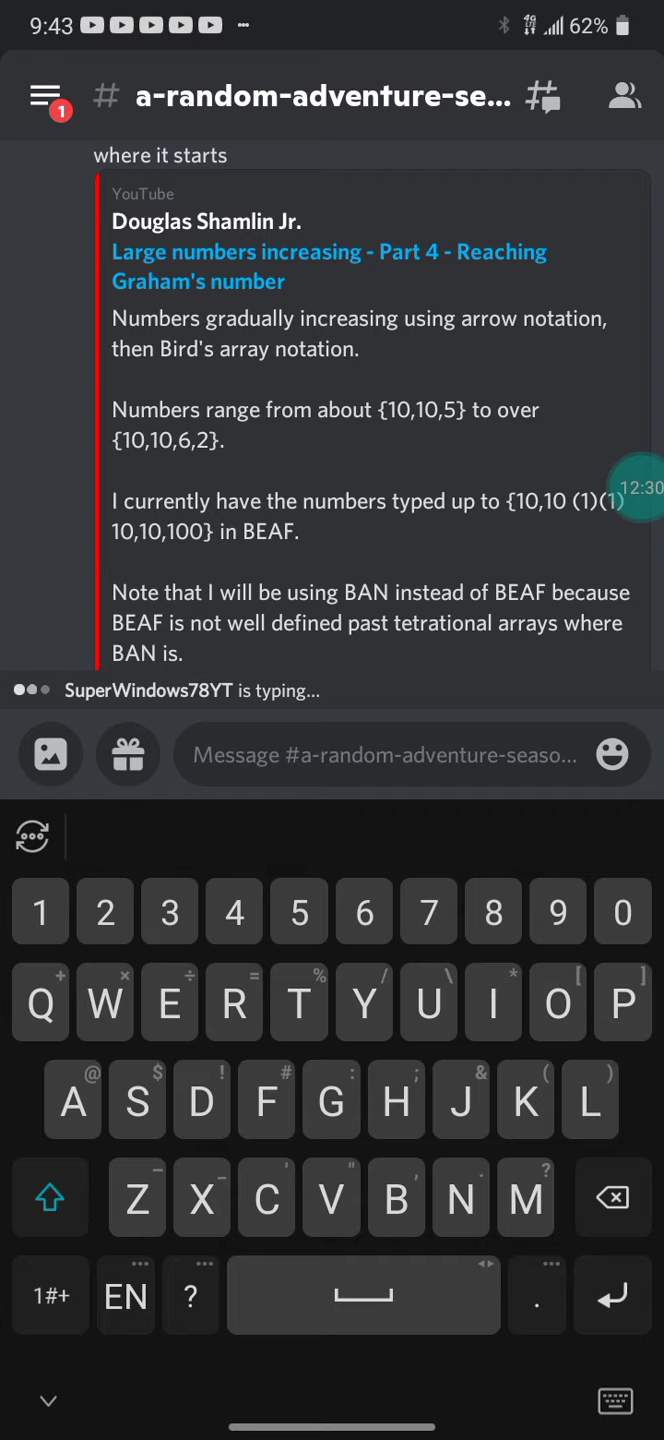 9:43
4G
LTE
62%
1
# a-random-adventure-se...
where it starts
YouTube
Douglas Shamlin Jr.
Large numbers increasing - Part 4 - Reaching
Graham's number
Numbers gradually increasing using arrow notation,
then Bird's array notation.
Numbers range from about {10,10,5} to over
{10,10,6,2}.
12:30
I currently have the numbers typed up to {10,10 (1)(1)
10,10,100} in BEAF.
Note that I will be using BAN instead of BEAF because
BEAF is not well defined past tetrational arrays where
BAN is.
SuperWindows78YT is typing...
Message #a-random-adventure-seaso...
1 2 3 4 5 6 7 8 9 0
+ × ÷ = % / \ * [ ]
Q W E R T Y U I O P
@ $ ! # : ; & ( )
A S D F G H J K L
- _ ' " , . ?
Z X C V B N M
1#+ EN ? .